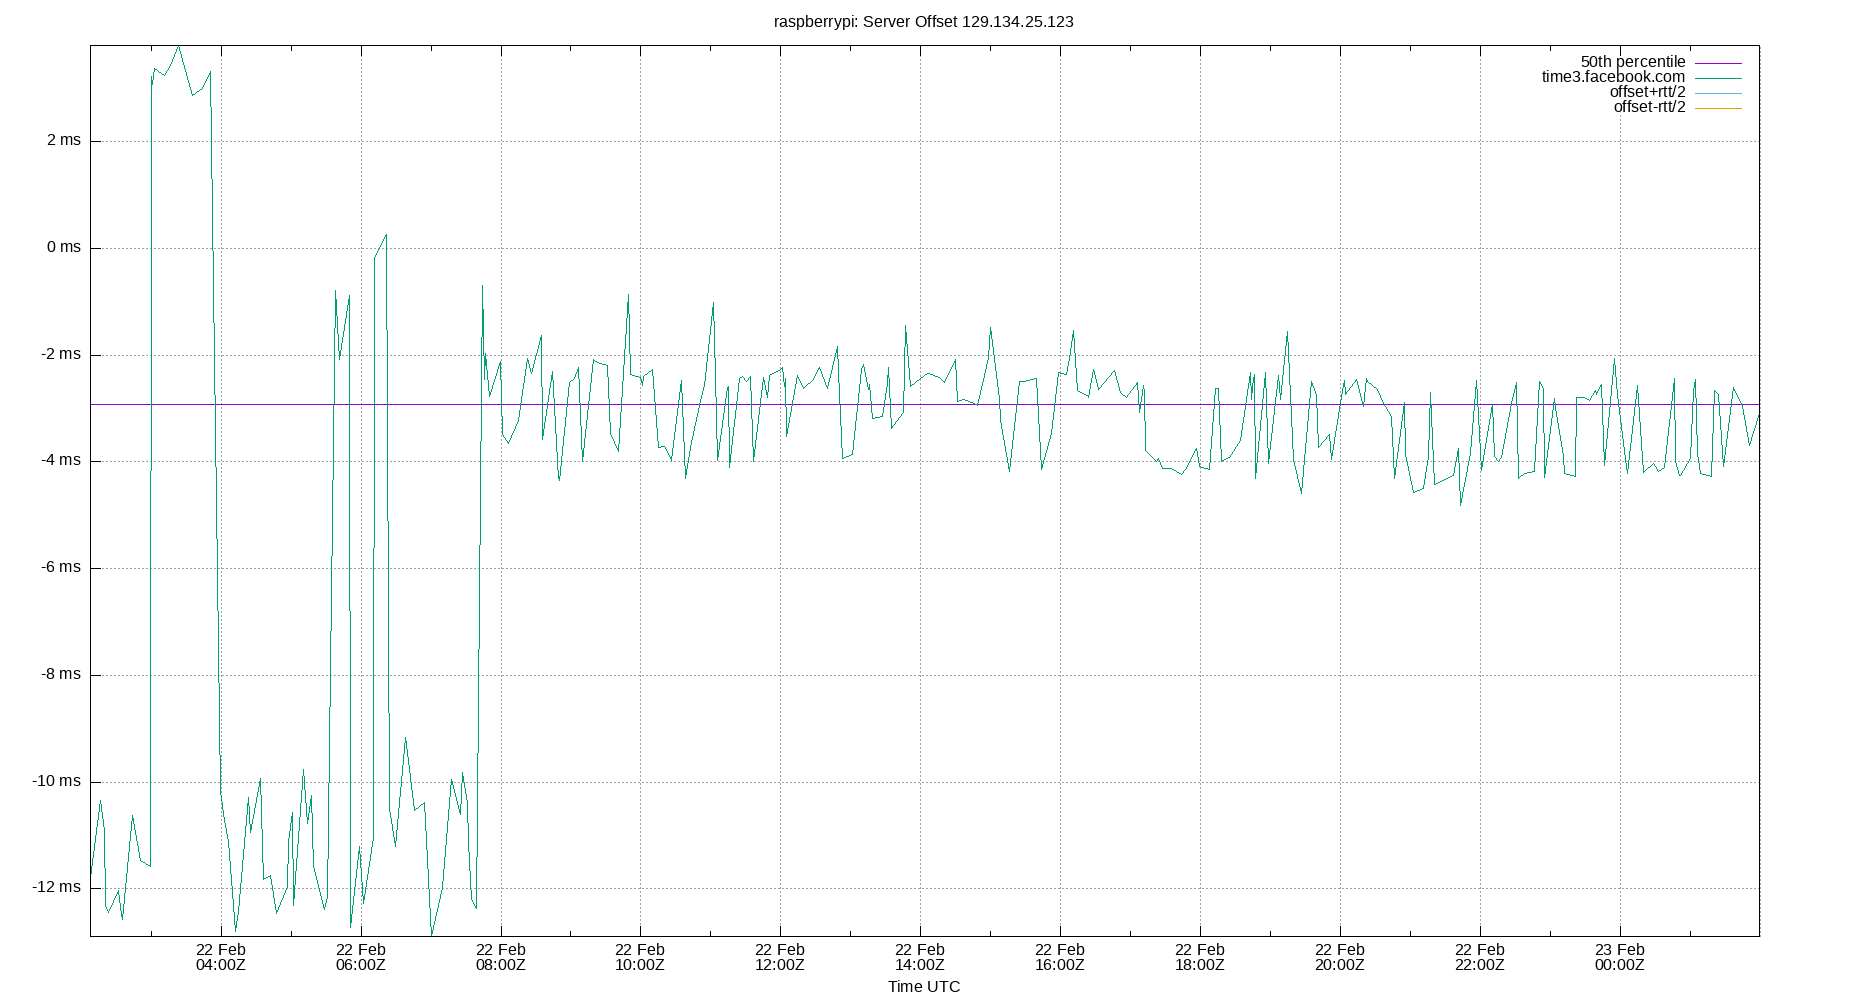 raspberrypi: Server Offset 129.134.25.123
50th percentile
time3.facebook.com
offset+rtt/2
offset-rtt/2
2 ms
0 ms
-2 ms
-4 ms
-6 ms
-8 ms
-10 ms
-12 ms
22 Feb 22 Feb 22 Feb 22 Feb 22 Feb 22 Feb 22 Feb 22 Feb 22 Feb 22 Feb 23 Feb
04:00Z 06:00Z 08:00Z 10:00Z 12:00Z 14:00Z 16:00Z 18:00Z 20:00Z 22:00Z 00:00Z
Time UTC